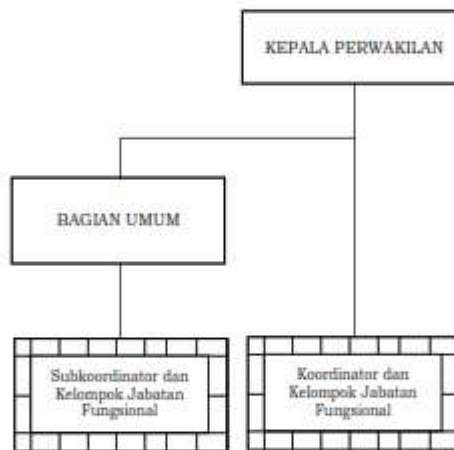 KEPALA PERWAKILAN
BAGIAN UMUM
Subkoordinator dan
Kelompok Jabatan
Fungsional
Koordinator dan
Kelompok Jabatan
Fungsional